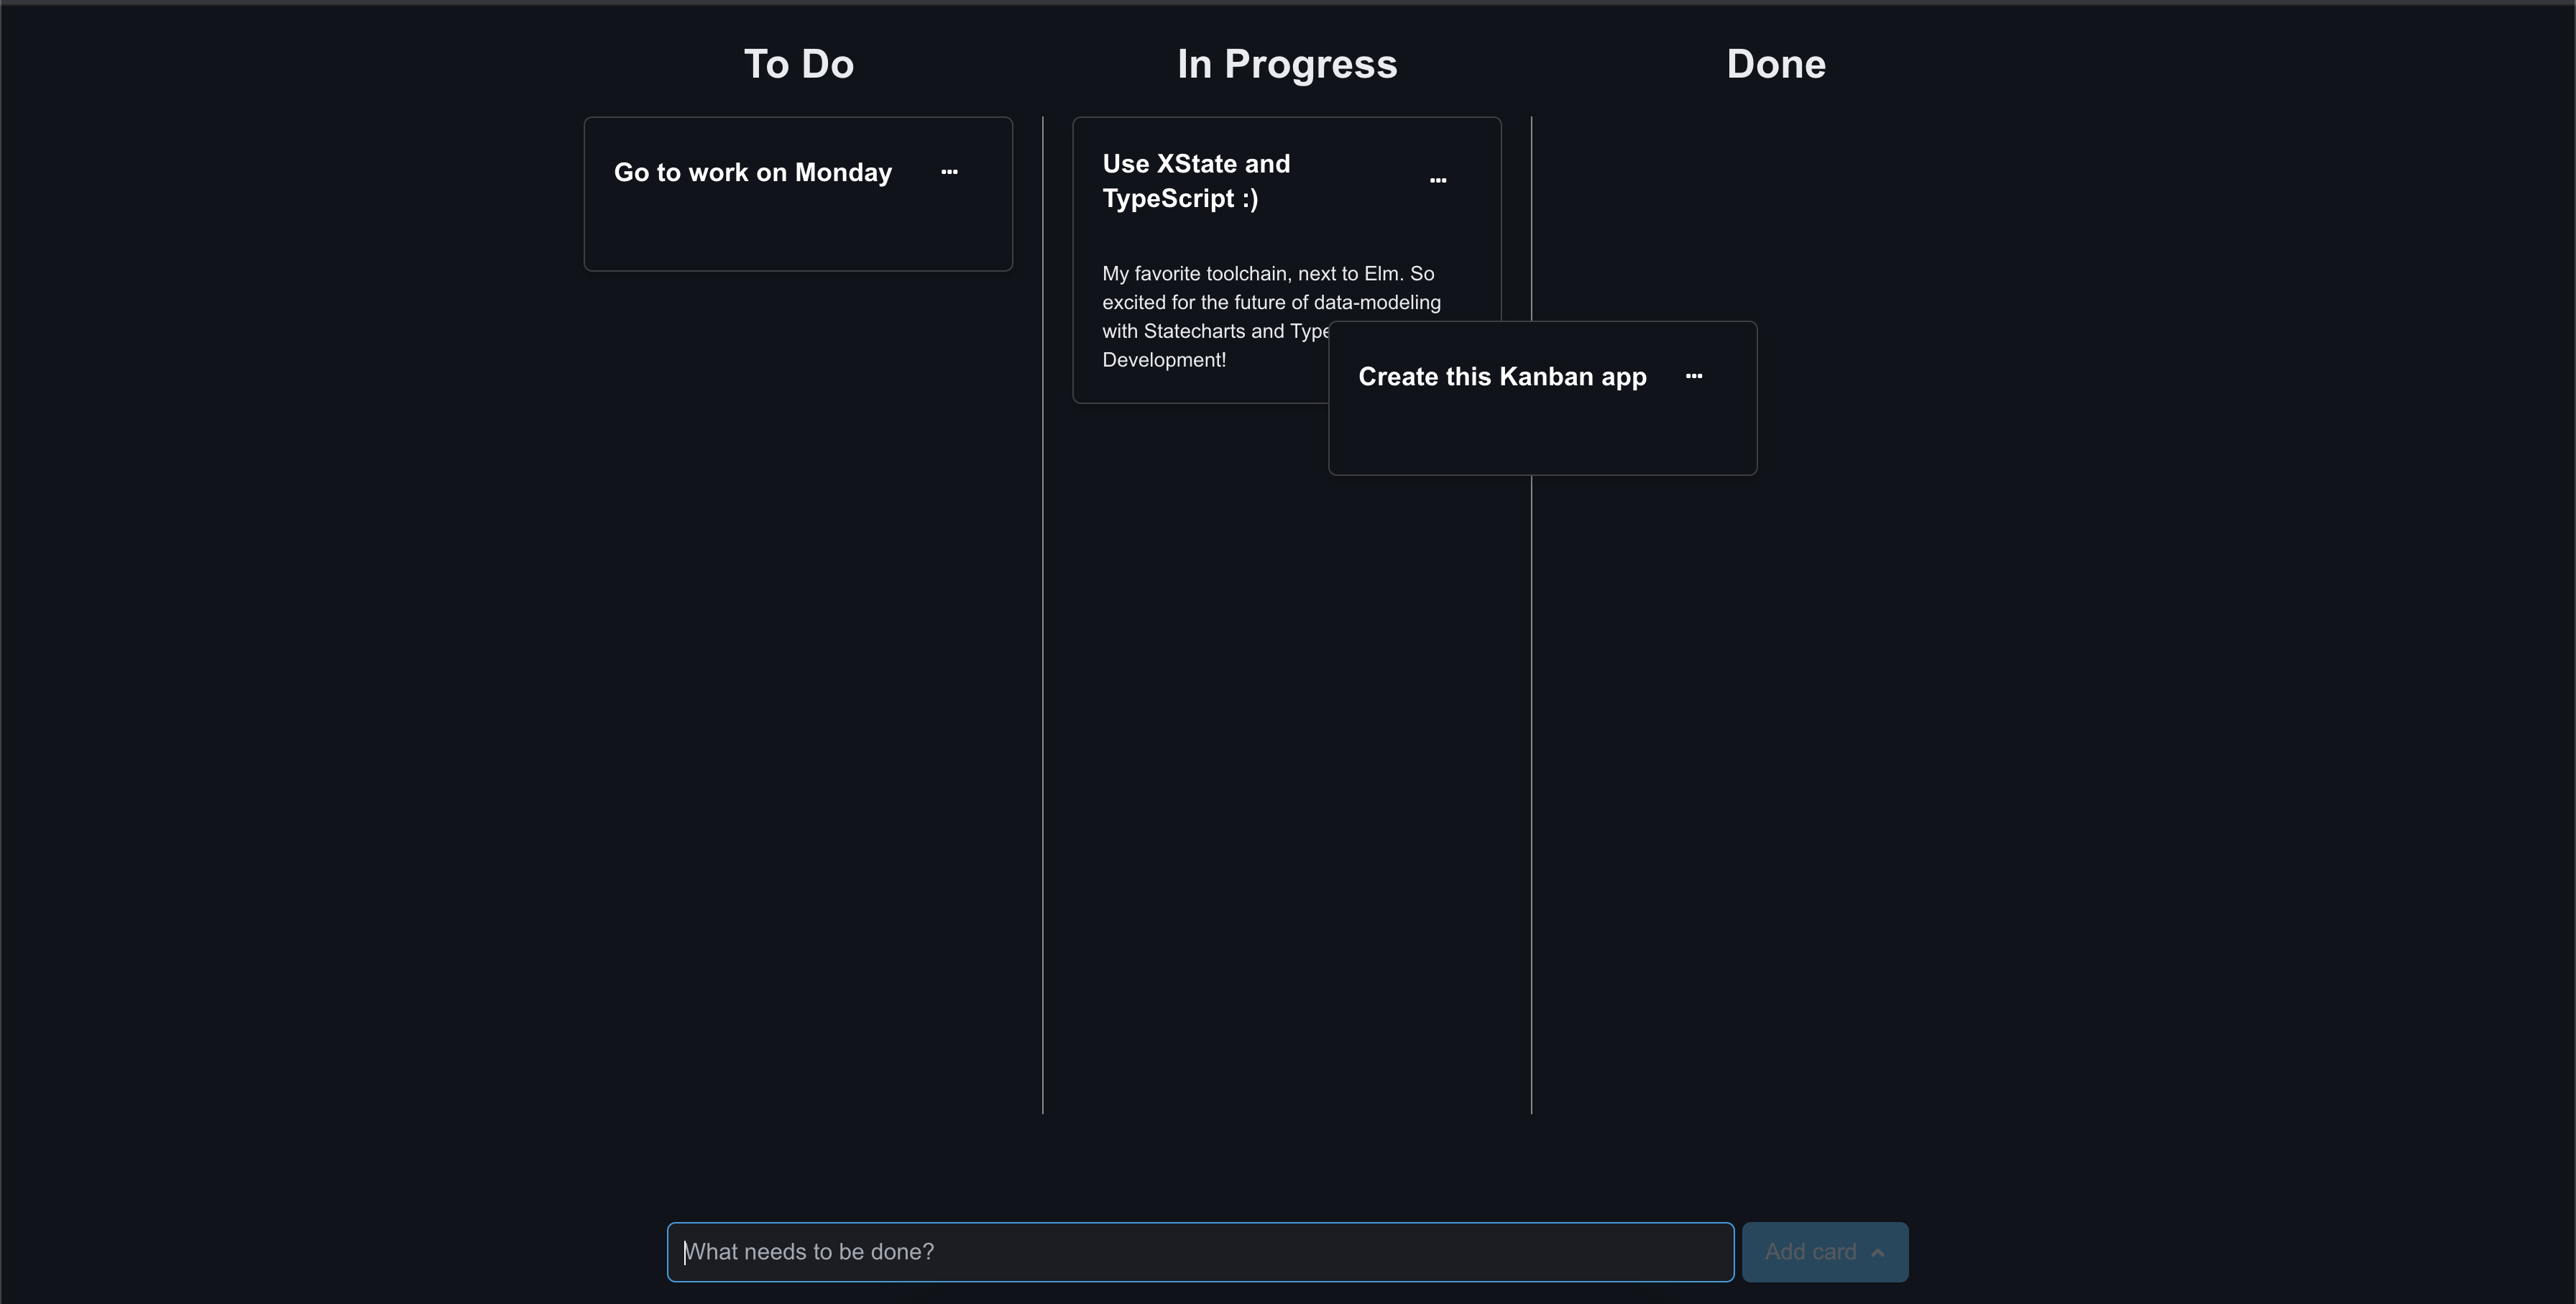 To Do
In Progress
Done
Go to work on Monday
Use XState and
TypeScript :)
My favorite toolchain, next to Elm. So
excited for the future of data-modeling
with Statecharts and Type
Development!
Create this Kanban app
What needs to be done?
Add card